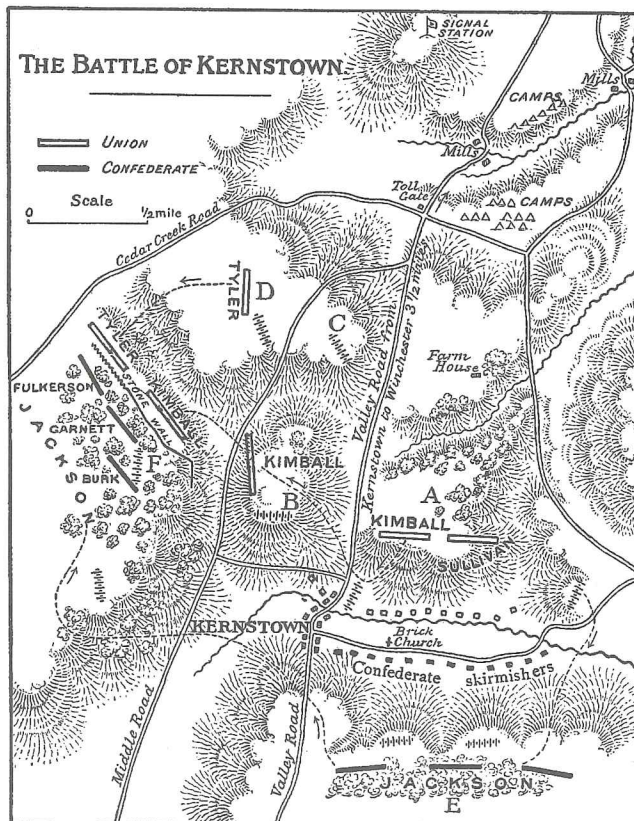 SIGNAL
STATION
THE BATTLE OF KERNSTOWN.
UNION
CONFEDERATE
Scale
0 1/2 mile
Mills
CAMPS
Mills
Toll
Gate
CAMPS
Cedar Creek Road
TYLER
D
C
Valley Road from
Kernstown to Winchester 3 1/2 miles
Farm
House
TYLER
KIMBALL
STONE WALL
FULKERSON
GARNETT
BURK
JACKSON
F
KIMBALL
B
A
KIMBALL
SULLIVAN
KERNSTOWN
Brick
Church
Confederate skirmishers
Middle Road
Valley Road
JACKSON
E